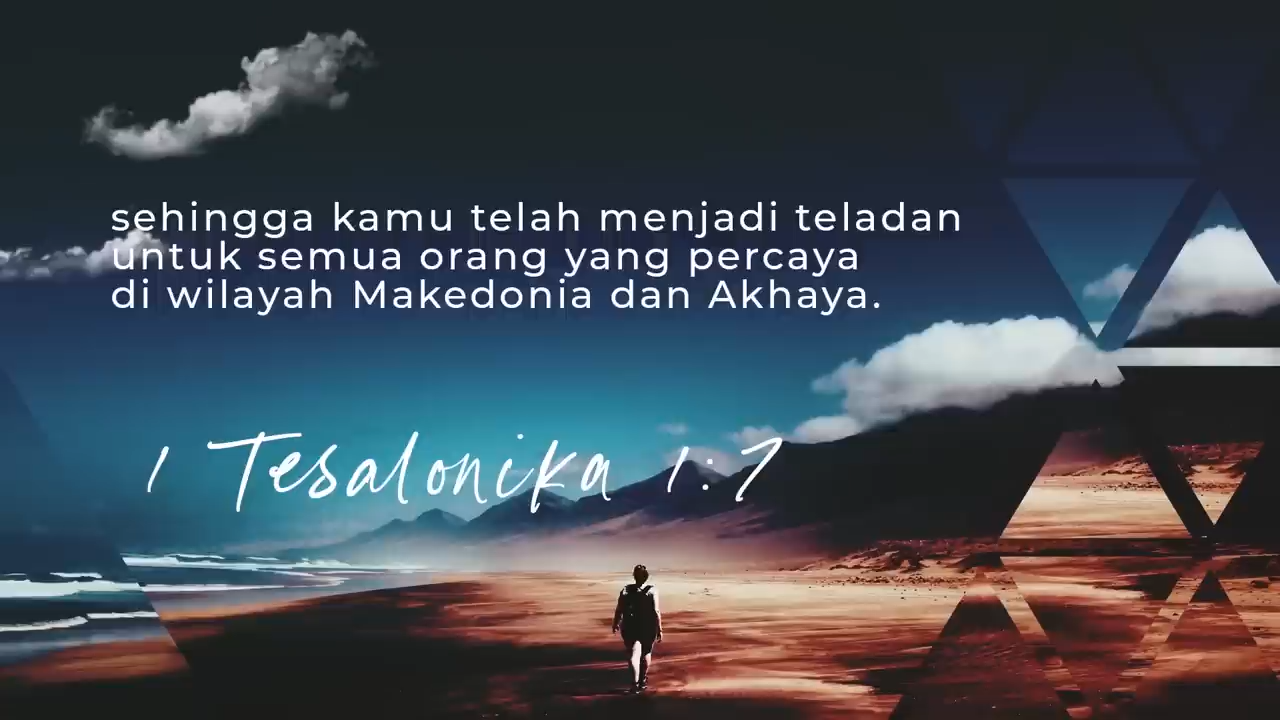 sehingga kamu telah menjadi teladan
untuk semua orang yang percaya
di wilayah Makedonia dan Akhaya.
1 Tesalonika 1:7